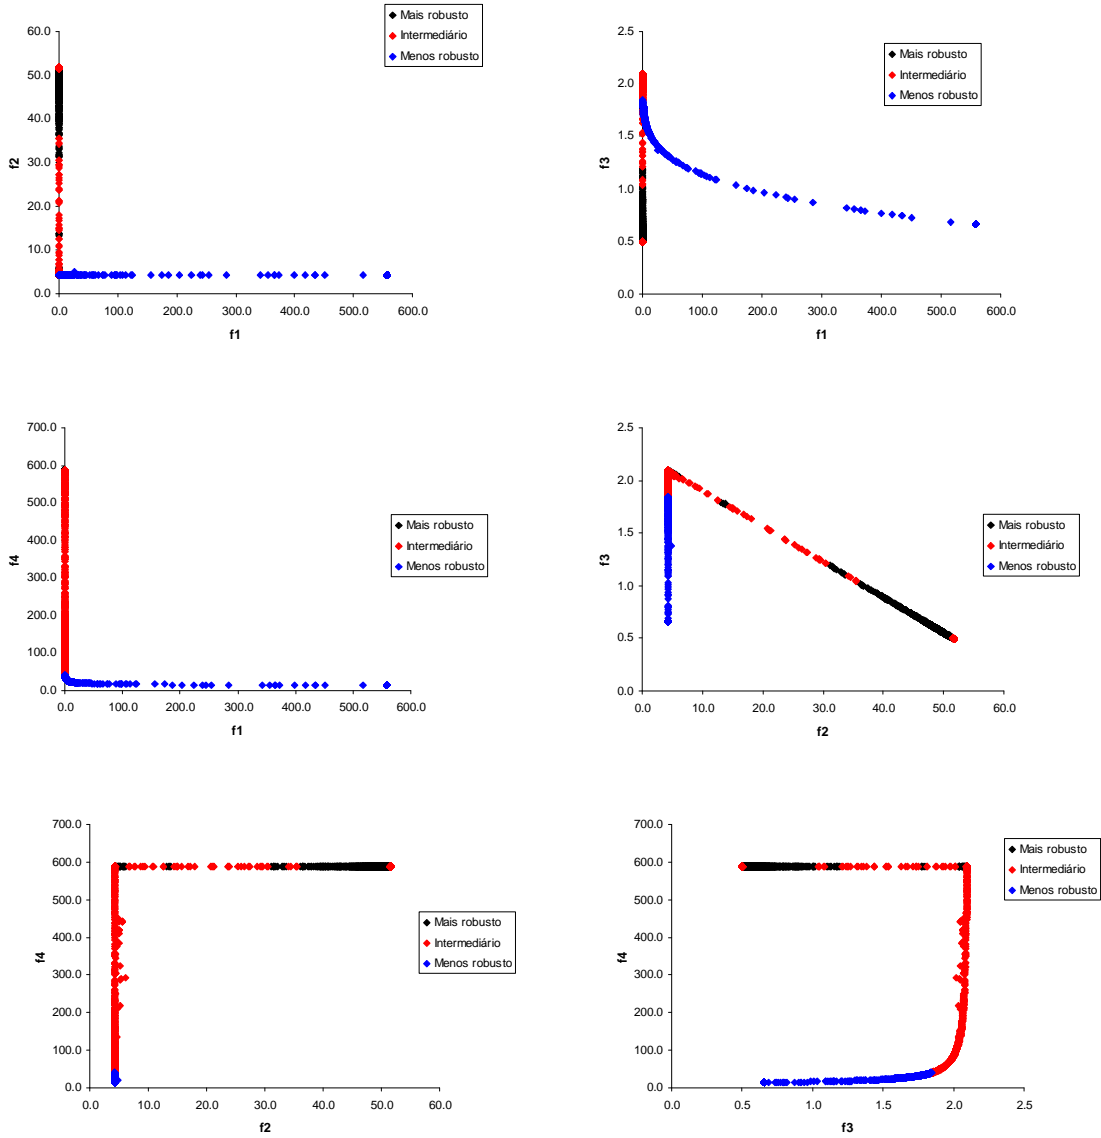 Mais robusto
Intermediário
Menos robusto
60.0
50.0
40.0
30.0
20.0
10.0
0.0
f2
0.0 100.0 200.0 300.0 400.0 500.0 600.0
f1
Mais robusto
Intermediário
Menos robusto
2.5
2.0
1.5
1.0
0.5
0.0
f3
0.0 100.0 200.0 300.0 400.0 500.0 600.0
f1
700.0
600.0
500.0
400.0
300.0
200.0
100.0
0.0
f4
Mais robusto
Intermediário
Menos robusto
0.0 100.0 200.0 300.0 400.0 500.0 600.0
f1
2.5
2.0
1.5
1.0
0.5
0.0
f3
Mais robusto
Intermediário
Menos robusto
0.0 10.0 20.0 30.0 40.0 50.0 60.0
f2
700.0
600.0
500.0
400.0
300.0
200.0
100.0
0.0
f4
Mais robusto
Intermediário
Menos robusto
0.0 10.0 20.0 30.0 40.0 50.0 60.0
f2
700.0
600.0
500.0
400.0
300.0
200.0
100.0
0.0
f4
Mais robusto
Intermediário
Menos robusto
0.0 0.5 1.0 1.5 2.0 2.5
f3